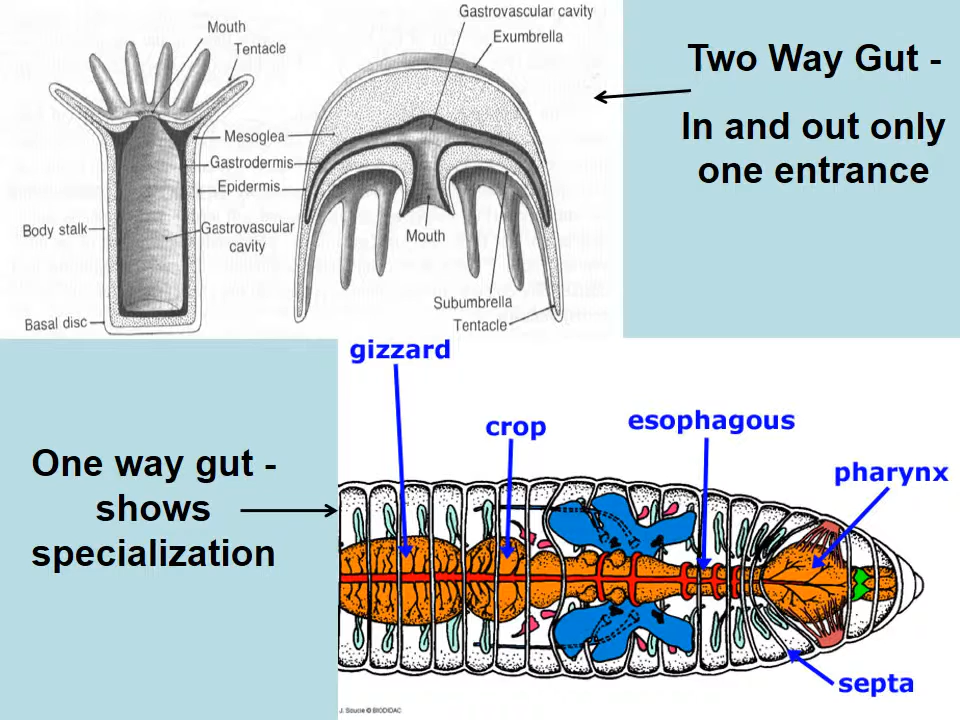 Gastrovascular cavity
Exumbrella
Mouth
Tentacle
Mesoglea
Gastrodermis
Epidermis
Body stalk
Gastrovascular
cavity
Mouth
Subumbrella
Basal disc
Tentacle
Two Way Gut -
In and out only
one entrance
One way gut -
shows
specialization
gizzard
crop
esophagous
pharynx
septa
J. Soucie © BIODIDAC